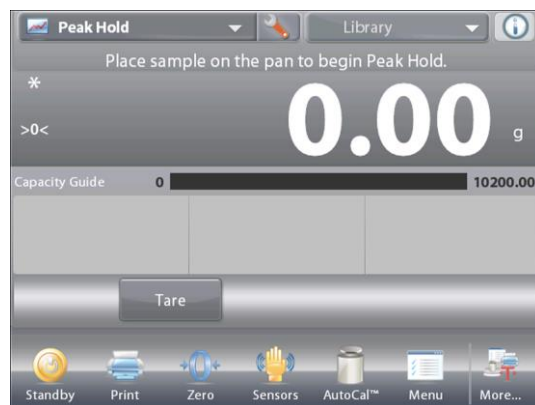 Peak Hold Library
Place sample on the pan to begin Peak Hold.
*
>0<
0.00 g
Capacity Guide 0 10200.00
Tare
Standby Print Zero Sensors AutoCal™ Menu More...